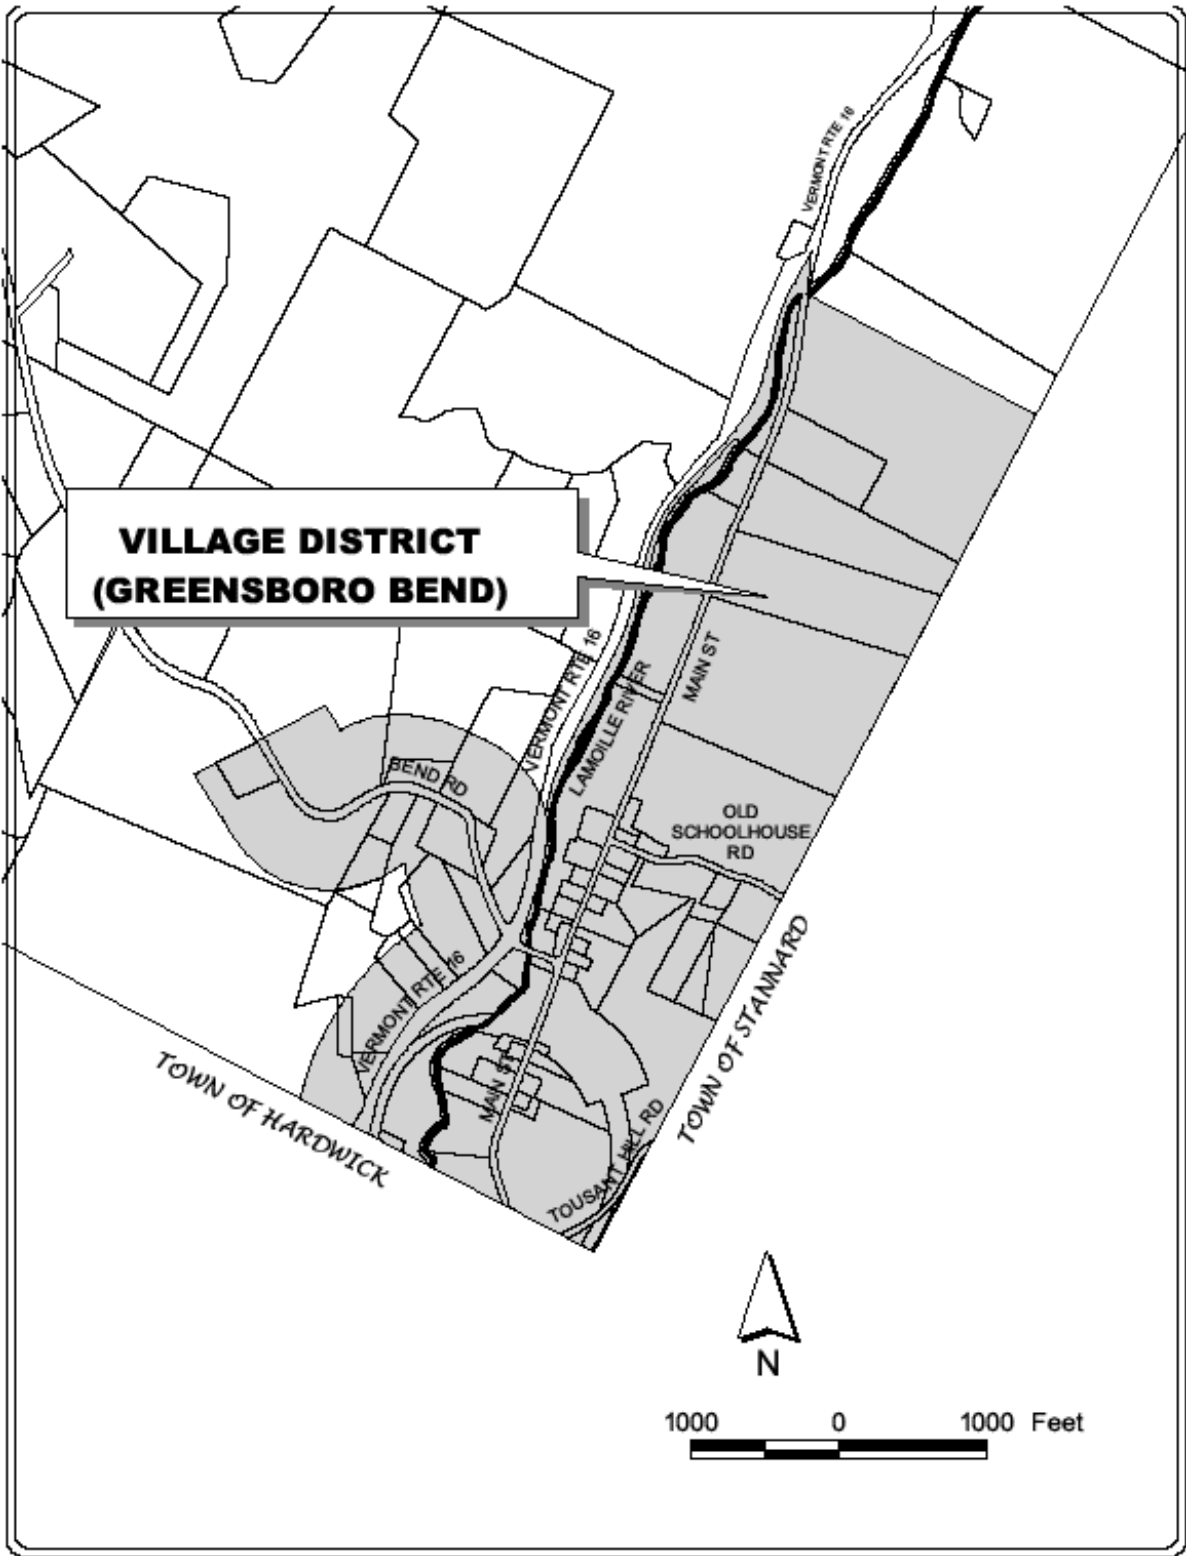 VERMONT RTE 16
VILLAGE DISTRICT
(GREENSBORO BEND)
VERMONT RTE 16
LAMOILLE RIVER
MAIN ST
BEND RD
OLD
SCHOOLHOUSE
RD
VERMONT RTE 16
TOWN OF STANNARD
MAIN ST
TOWN OF HARDWICK
TOUSANT HILL RD
N
1000 0 1000 Feet